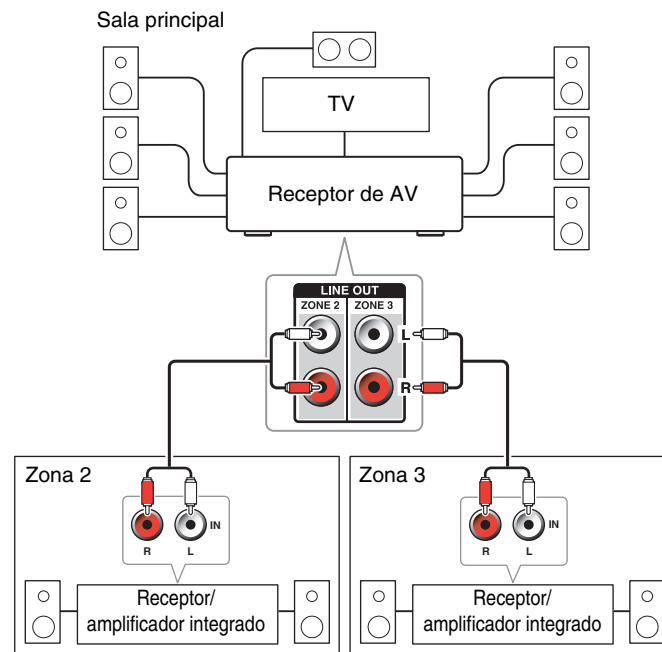 Sala principal
TV
Receptor de AV
LINE OUT
ZONE 2 ZONE 3
L
R
Zona 2
IN
R L
Receptor/
amplificador integrado
Zona 3
IN
R L
Receptor/
amplificador integrado